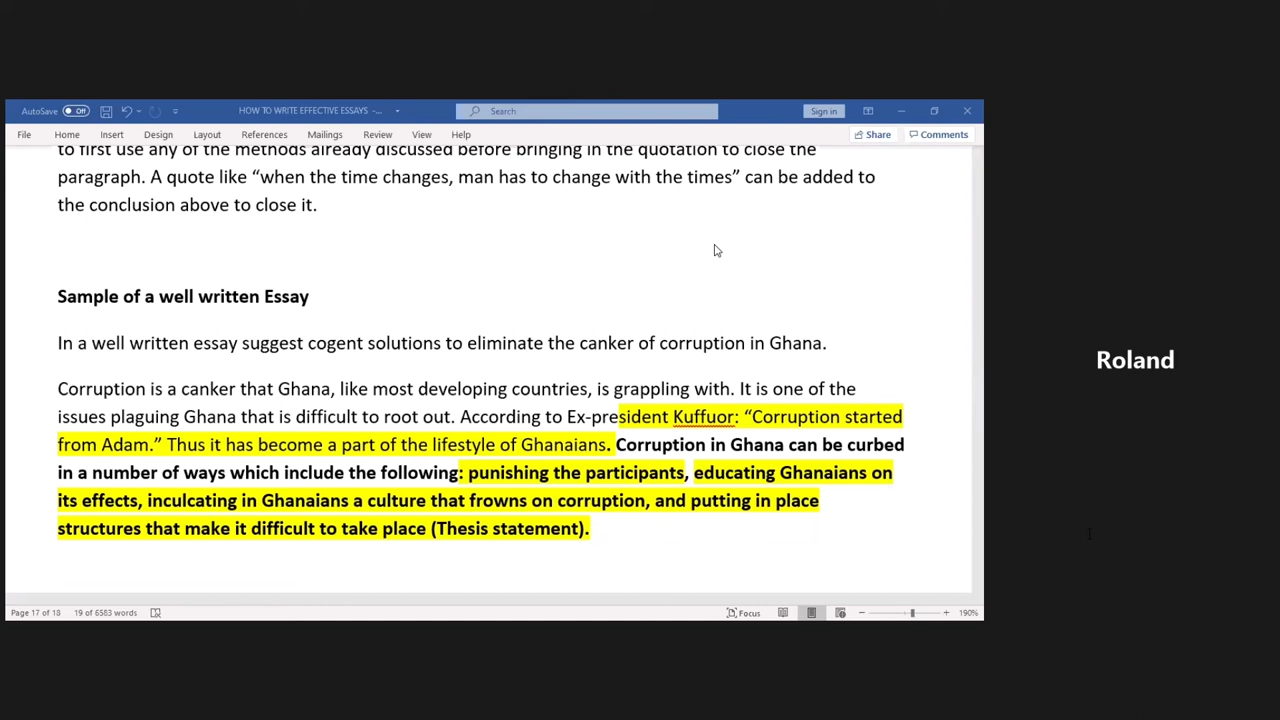 AutoSave Off HOW TO WRITE EFFECTIVE ESSAYS -... Search Sign in
File Home Insert Design Layout References Mailings Review View Help Share Comments
to first use any of the methods already discussed before bringing in the quotation to close the
paragraph. A quote like “when the time changes, man has to change with the times” can be added to
the conclusion above to close it.
Sample of a well written Essay
In a well written essay suggest cogent solutions to eliminate the canker of corruption in Ghana.
Corruption is a canker that Ghana, like most developing countries, is grappling with. It is one of the
issues plaguing Ghana that is difficult to root out. According to Ex-president Kuffuor: “Corruption started
from Adam.” Thus it has become a part of the lifestyle of Ghanaians. Corruption in Ghana can be curbed
in a number of ways which include the following: punishing the participants, educating Ghanaians on
its effects, inculcating in Ghanaians a culture that frowns on corruption, and putting in place
structures that make it difficult to take place (Thesis statement).
Page 17 of 18 19 of 6583 words Focus 190%
Roland